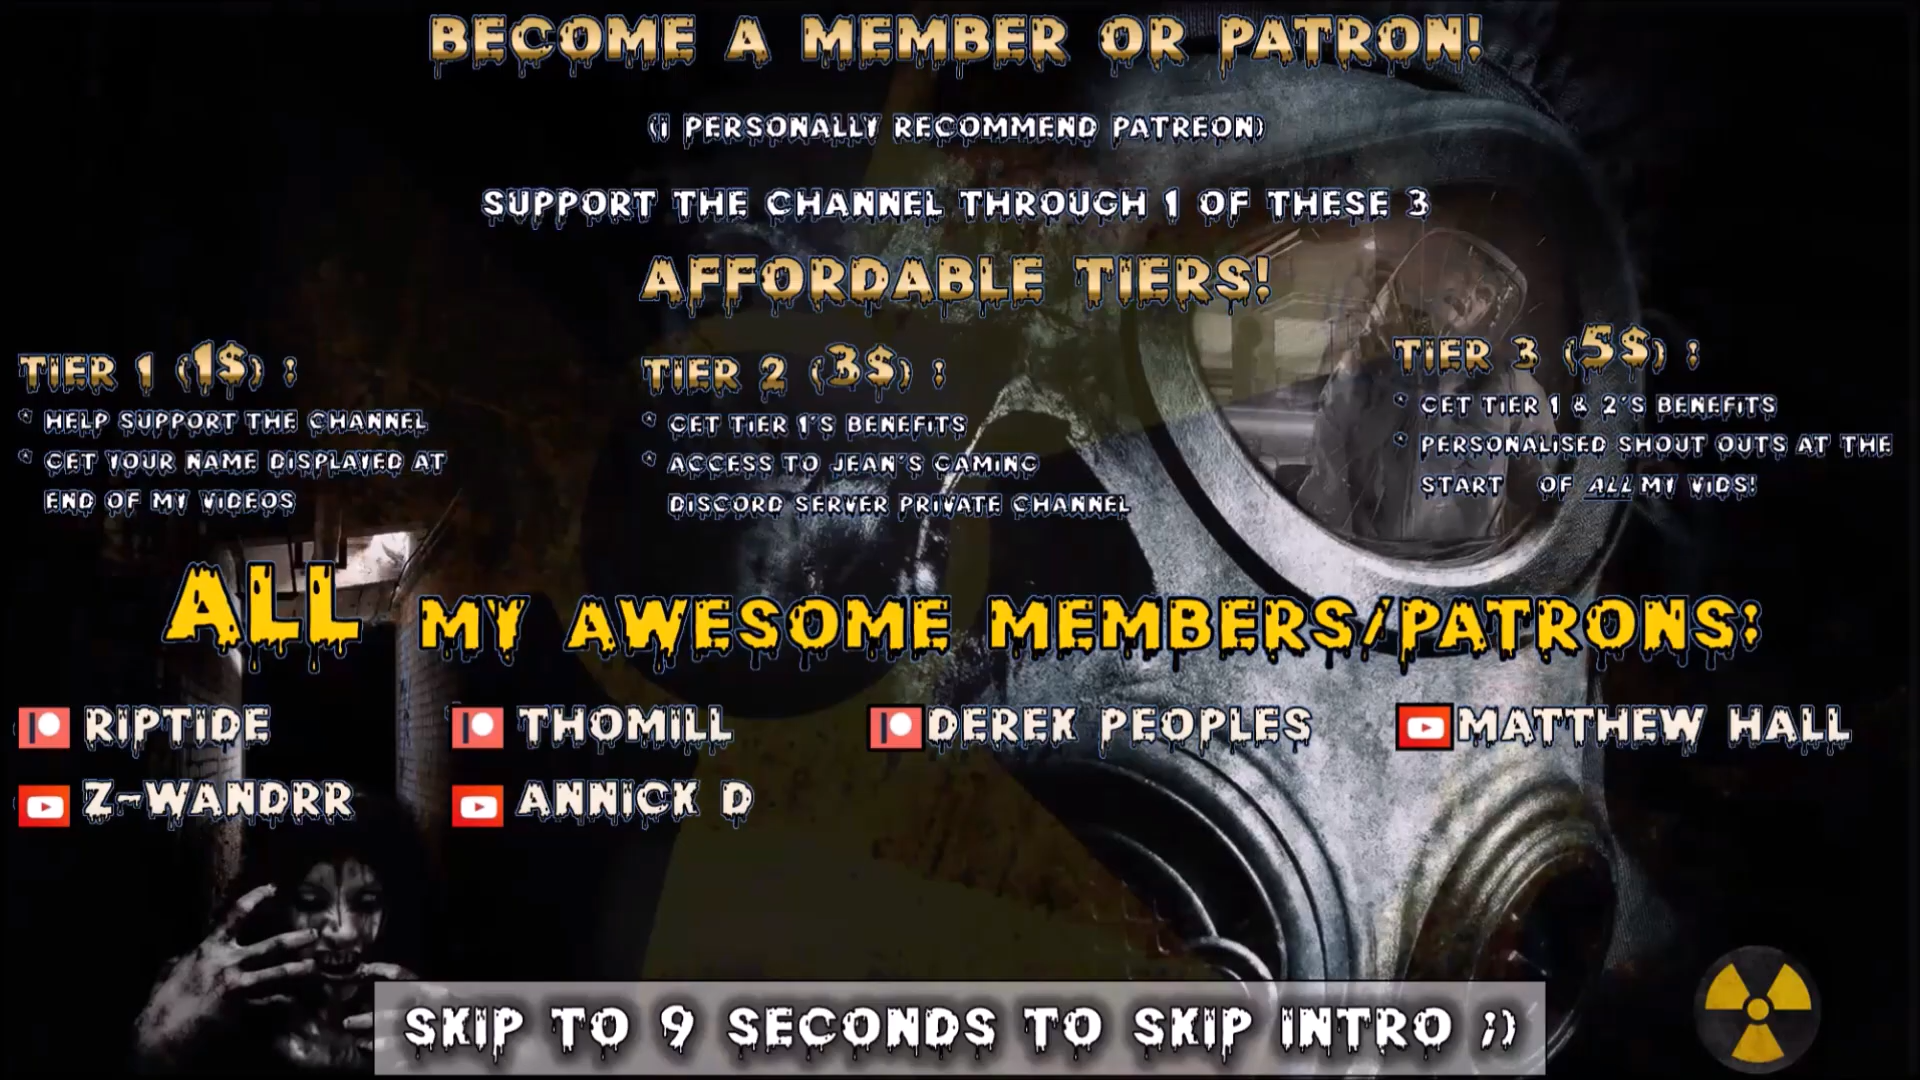 BECOME A MEMBER OR PATRON!
(I PERSONALLY RECOMMEND PATREON)
SUPPORT THE CHANNEL THROUGH 1 OF THESE 3
AFFORDABLE TIERS!
TIER 1 (1$) :
* HELP SUPPORT THE CHANNEL
* GET YOUR NAME DISPLAYED AT
END OF MY VIDEOS
TIER 2 (3$) :
* GET TIER 1'S BENEFITS
* ACCESS TO JEAN'S GAMING
DISCORD SERVER PRIVATE CHANNEL
TIER 3 (5$) :
* GET TIER 1 & 2'S BENEFITS
* PERSONALISED SHOUT OUTS AT THE
START OF ALL MY VIDS!
ALL MY AWESOME MEMBERS/PATRONS:
RIPTIDE THOMILL DEREK PEOPLES MATTHEW HALL
Z-WANDRR ANNICK D
SKIP TO 9 SECONDS TO SKIP INTRO ;)